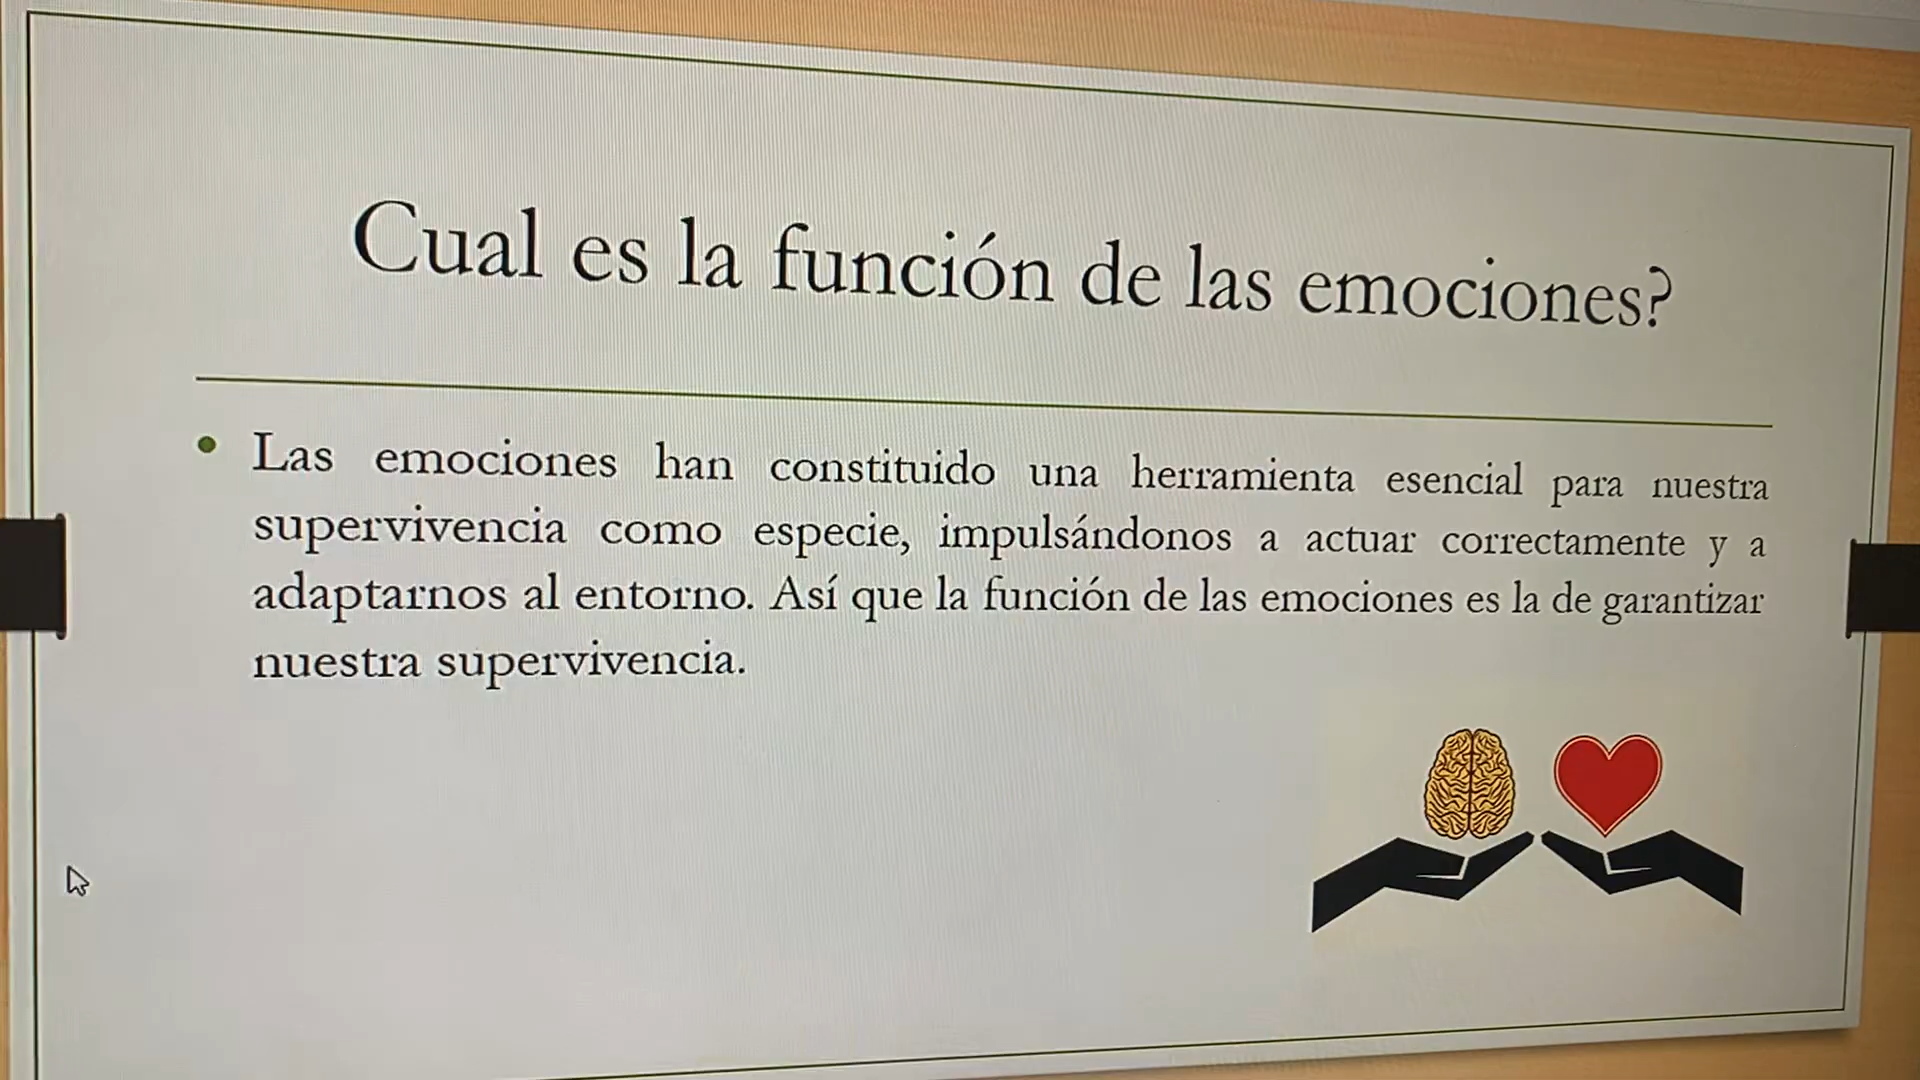 Cual es la función de las emociones?
• Las emociones han constituido una herramienta esencial para nuestra
supervivencia como especie, impulsándonos a actuar correctamente y a
adaptarnos al entorno. Así que la función de las emociones es la de garantizar
nuestra supervivencia.